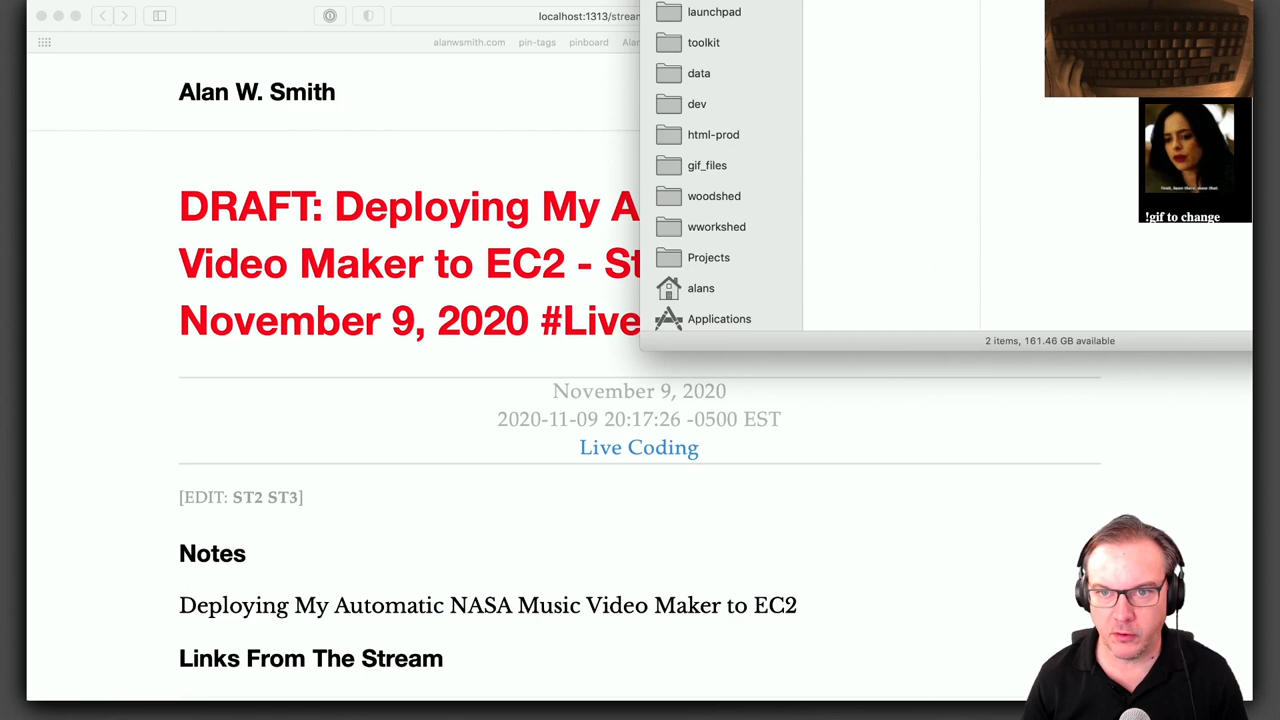 localhost:1313/stream
alanwsmith.com
pin-tags
pinboard
Alan
Alan W. Smith
DRAFT: Deploying My A
Video Maker to EC2 - St
November 9, 2020 #Live
November 9, 2020
2020-11-09 20:17:26 -0500 EST
Live Coding
[EDIT: ST2 ST3]
Notes
Deploying My Automatic NASA Music Video Maker to EC2
Links From The Stream
launchpad
toolkit
data
dev
html-prod
gif_files
woodshed
wworkshed
Projects
alans
Applications
2 items, 161.46 GB available
!gif to change